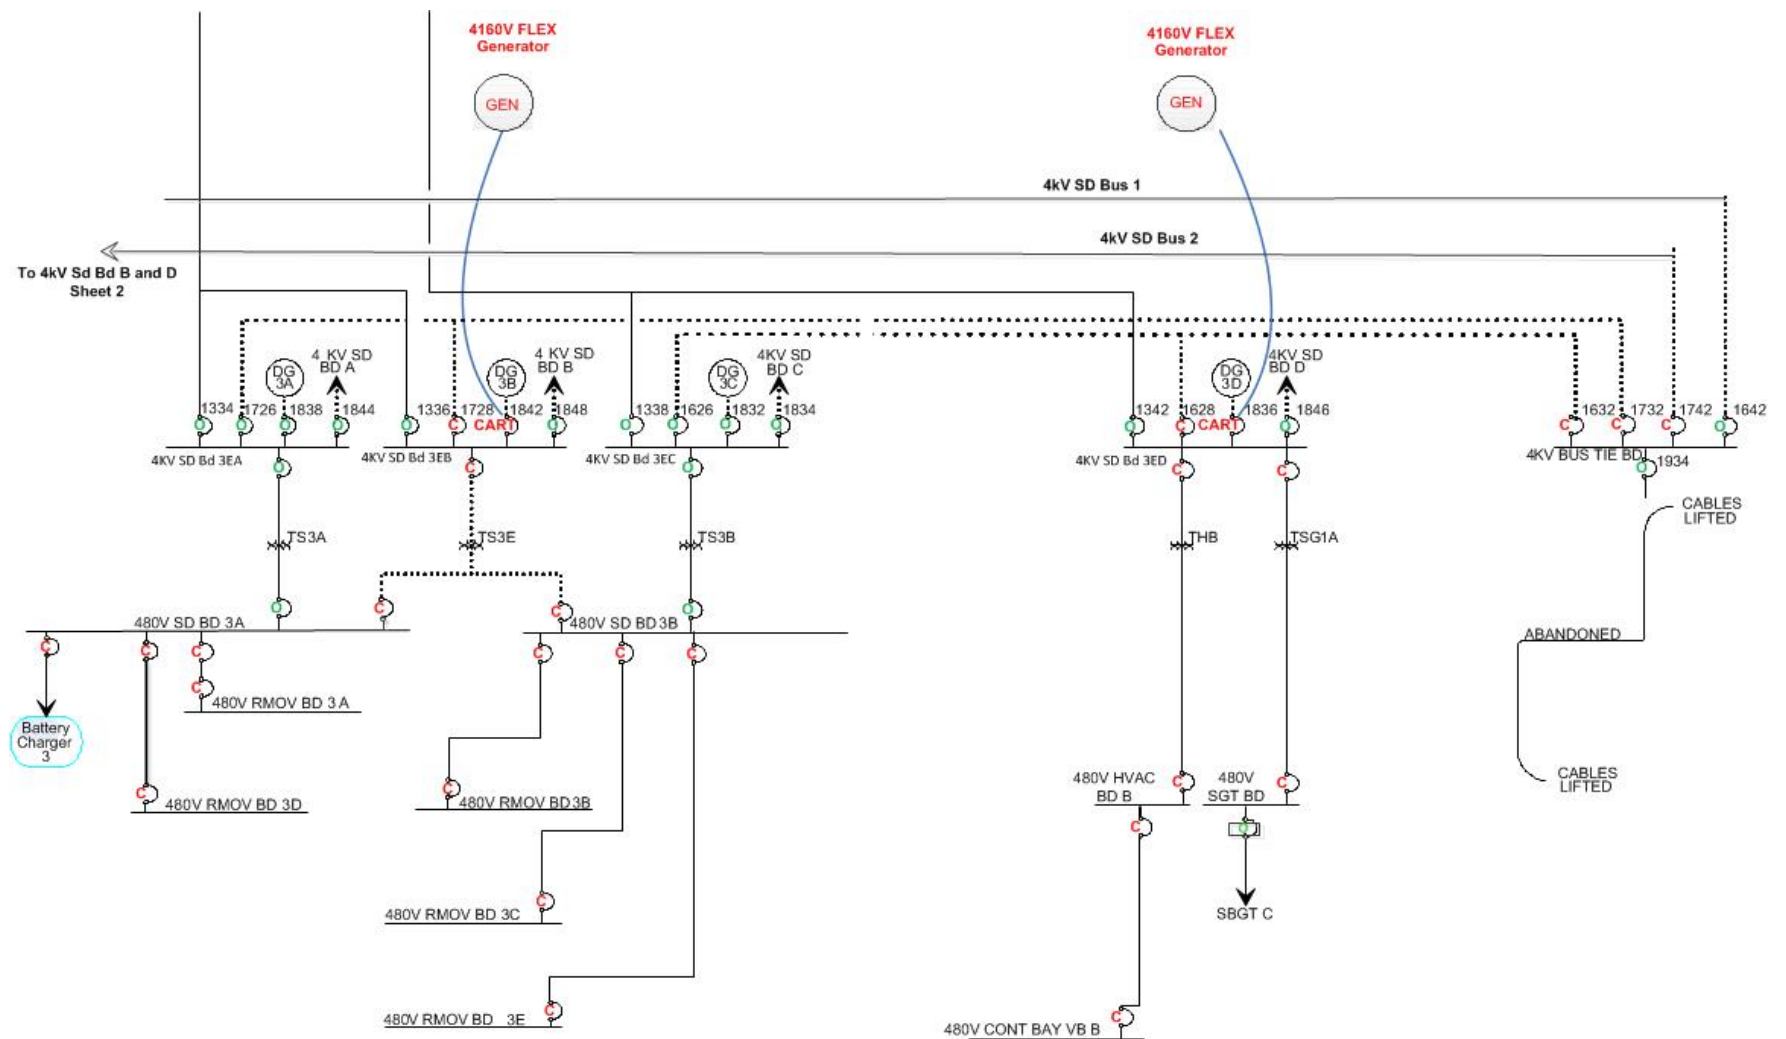 4160V FLEX
Generator
4160V FLEX
Generator
GEN
GEN
4kV SD Bus 1
4kV SD Bus 2
To 4kV Sd Bd B and D
Sheet 2
DG
3A
4 KV SD
BD A
DG
3B
4 KV SD
BD B
DG
3C
4KV SD
BD C
DG
3D
4KV SD
BD D
1334
1726
1838
1844
1336
1728
1842
1848
1338
1626
1832
1834
1342
1628
1836
1846
1632
1732
1742
1642
O
O
O
O
O
C
CART
O
O
O
O
O
O
C
CART
O
C
C
C
O
4KV SD Bd 3EA
4KV SD Bd 3EB
4KV SD Bd 3EC
4KV SD Bd 3ED
4KV BUS TIE BD
O
C
O
C
C
O
1934
CABLES
LIFTED
TS3A
TS3E
TS3B
THB
TSG1A
O
C
C
O
480V SD BD 3A
480V SD BD 3B
ABANDONED
C
C
C
C
C
C
C
480V RMOV BD 3A
Battery
Charger
3
C
480V RMOV BD 3D
C
480V RMOV BD 3B
480V HVAC
BD B
C
480V
SGT BD
C
CABLES
LIFTED
C
O
C
480V RMOV BD 3C
SBGT C
C
480V RMOV BD 3E
C
480V CONT BAY VB B